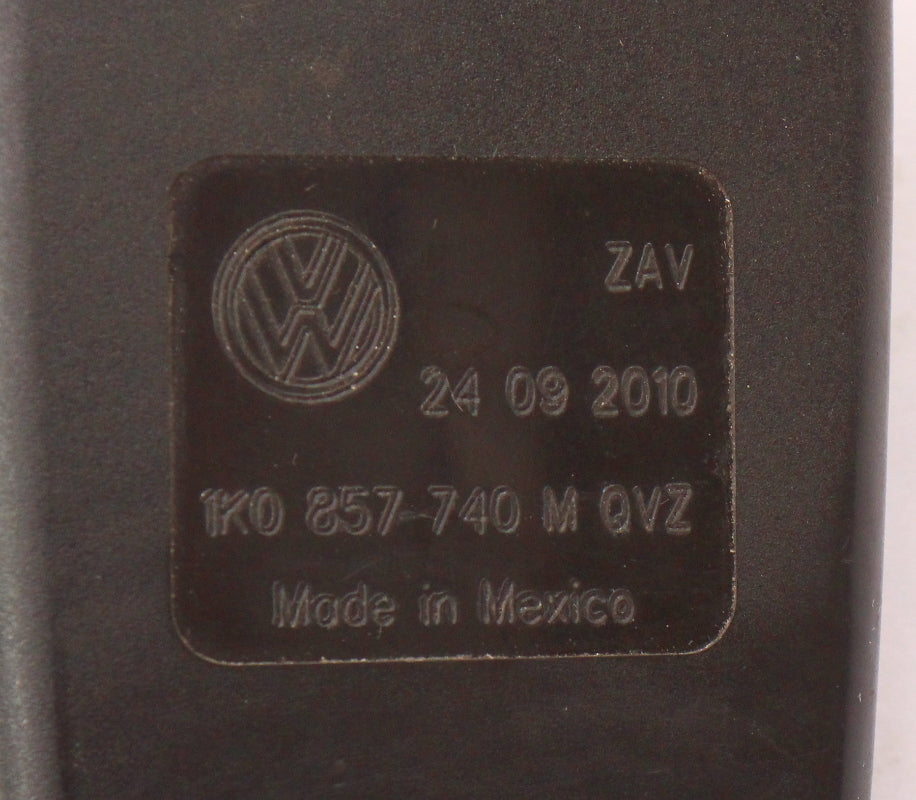 ZAV
24 09 2010
1K0 857 740 M QVZ
Made in Mexico